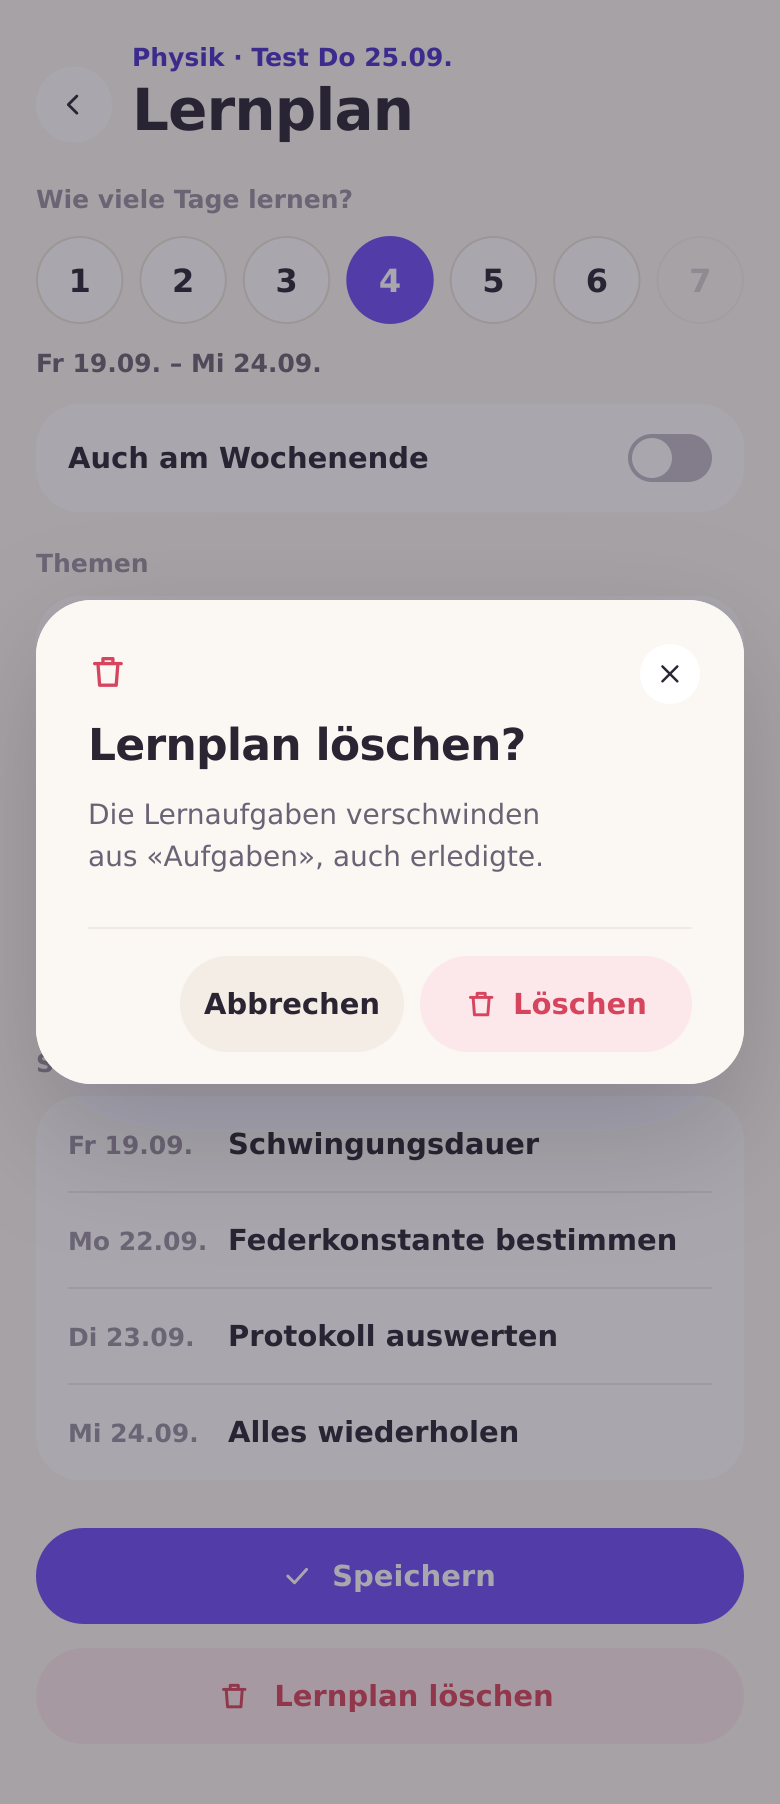 Physik · Test Do 25.09.
Lernplan
Wie viele Tage lernen?
1 2 3 4 5 6 7
Fr 19.09. – Mi 24.09.
Auch am Wochenende
Themen
Lernplan löschen?
Die Lernaufgaben verschwinden
aus «Aufgaben», auch erledigte.
Abbrechen Löschen
Fr 19.09. Schwingungsdauer
Mo 22.09. Federkonstante bestimmen
Di 23.09. Protokoll auswerten
Mi 24.09. Alles wiederholen
Speichern
Lernplan löschen